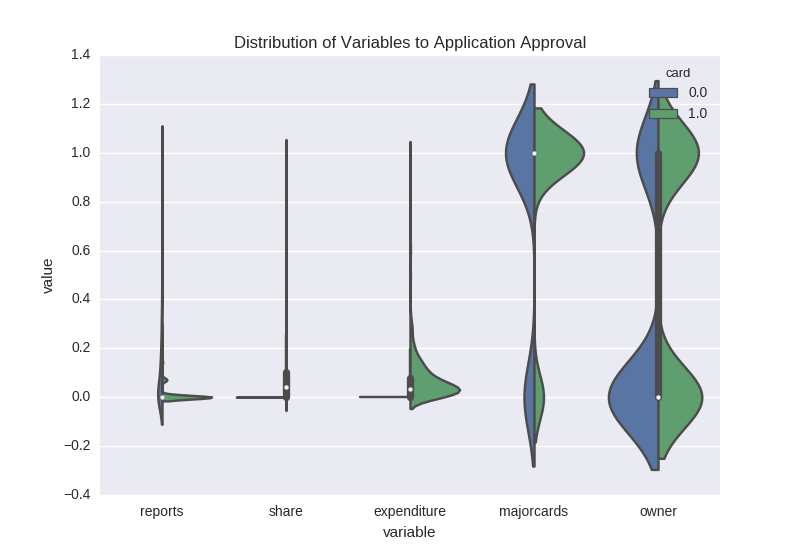 Distribution of Variables to Application Approval
1.4
1.2
1.0
0.8
0.6
0.4
0.2
0.0
−0.2
−0.4
value
card
0.0
1.0
reports share expenditure majorcards owner
variable